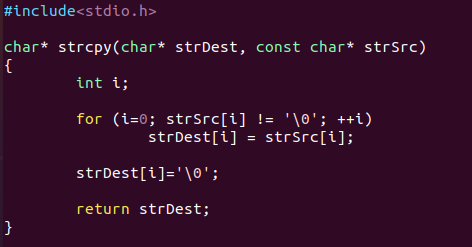 #include<stdio.h>
char* strcpy(char* strDest, const char* strSrc)
{
int i;
for (i=0; strSrc[i] != '\0'; ++i)
strDest[i] = strSrc[i];
strDest[i]='\0';
return strDest;
}